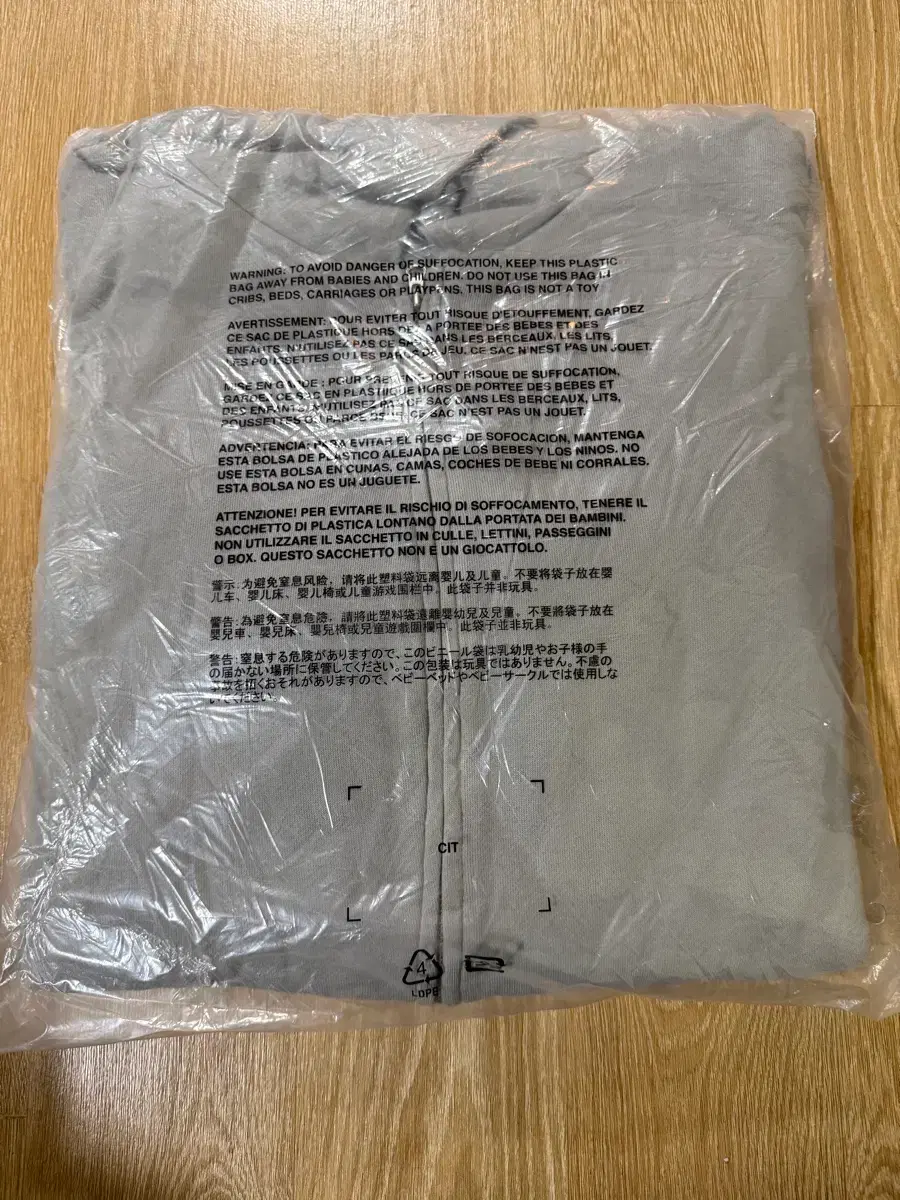 WARNING: TO AVOID DANGER OF SUFFOCATION, KEEP THIS PLASTIC
BAG AWAY FROM BABIES AND CHILDREN. DO NOT USE THIS BAG IN
CRIBS, BEDS, CARRIAGES OR PLAYPENS. THIS BAG IS NOT A TOY
AVERTISSEMENT: POUR EVITER TOUT RISQUE D'ETOUFFEMENT, GARDEZ
CE SAC DE PLASTIQUE HORS DE LA PORTEE DES BEBES ET DES
ENFANTS. N'UTILISEZ PAS CE SAC DANS LES BERCEAUX, LES LITS,
LES POUSSETTES OU LES PARCS DE JEU. CE SAC N'EST PAS UN JOUET.
MISE EN GARDE : POUR PREVENIR TOUT RISQUE DE SUFFOCATION,
GARDEZ CE SAC EN PLASTIQUE HORS DE PORTEE DES BEBES ET
DES ENFANTS. N'UTILISEZ PAS CE SAC DANS LES BERCEAUX, LITS,
POUSSETTES OU PARCS CE SAC N'EST PAS UN JOUET.
ADVERTENCIA: PARA EVITAR EL RIESGO DE SOFOCACION, MANTENGA
ESTA BOLSA DE PLASTICO ALEJADA DE LOS BEBES Y LOS NINOS. NO
USE ESTA BOLSA EN CUNAS, CAMAS, COCHES DE BEBE NI CORRALES.
ESTA BOLSA NO ES UN JUGUETE.
ATTENZIONE! PER EVITARE IL RISCHIO DI SOFFOCAMENTO, TENERE IL
SACCHETTO DI PLASTICA LONTANO DALLA PORTATA DEI BAMBINI.
NON UTILIZZARE IL SACCHETTO IN CULLE, LETTINI, PASSEGGINI
O BOX. QUESTO SACCHETTO NON È UN GIOCATTOLO.
警示: 为避免窒息风险，请将此塑料袋远离婴儿及儿童。不要将袋子放在婴
儿车、婴儿床、婴儿椅或儿童游戏围栏中。此袋子并非玩具。
警告: 為避免窒息危險，請將此塑料袋遠離嬰幼兒及兒童。不要將袋子放在
嬰兒車、嬰兒床、嬰兒椅或兒童遊戲圍欄中。此袋子並非玩具。
警告: 窒息する危険がありますので、このビニール袋は乳幼児やお子様の手
の届かない場所に保管してください。この包装は玩具ではありません。不慮の
事故を招くおそれがありますので、ベビーベッドやベビーサークルでは使用しな
いでください。
CIT
4
LDPE